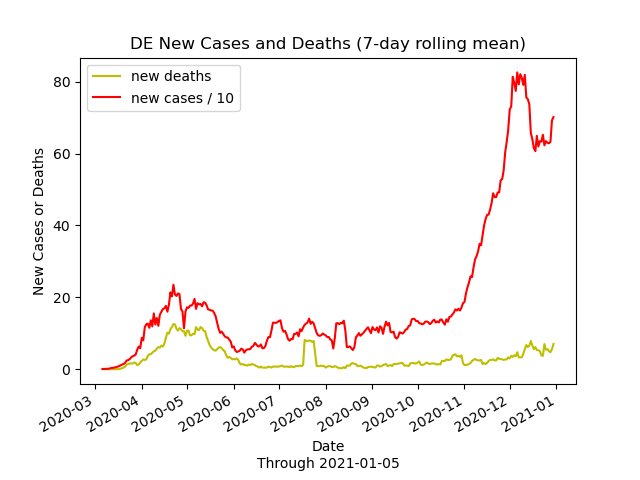 DE New Cases and Deaths (7-day rolling mean)
new deaths
new cases / 10
New Cases or Deaths
80
60
40
20
0
2020-03
2020-04
2020-05
2020-06
2020-07
2020-08
2020-09
2020-10
2020-11
2020-12
2021-01
Date
Through 2021-01-05